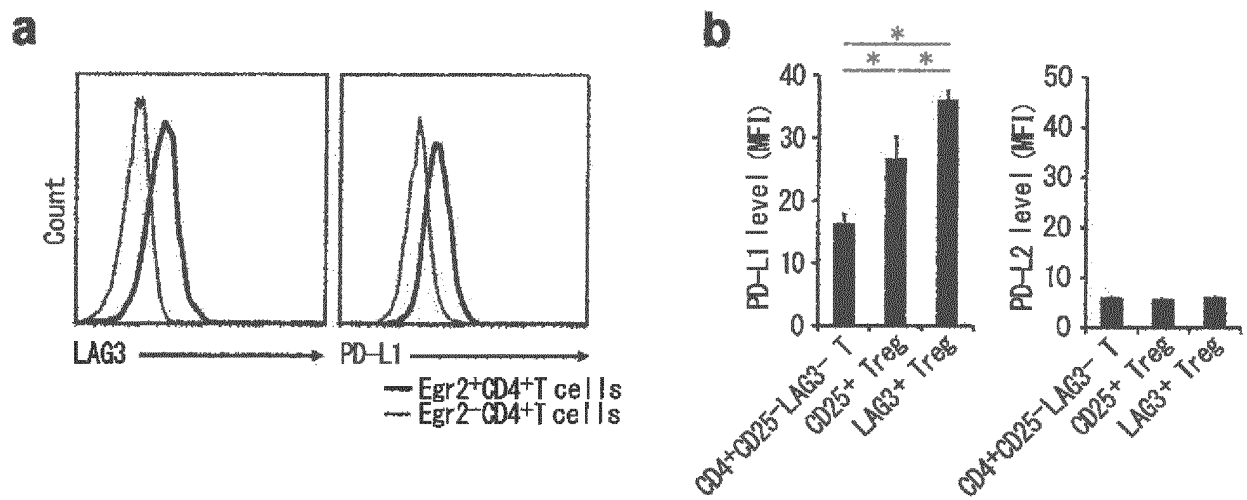 a
Count
LAG3
PD-L1
Egr2⁺CD4⁺T cells
Egr2⁻CD4⁺T cells
b
*
* *
PD-L1 level (MFI)
40
30
20
10
0
CD4⁺CD25⁻LAG3⁻ T
CD25+ Treg
LAG3+ Treg
PD-L2 level (MFI)
50
40
30
20
10
0
CD4⁺CD25⁻LAG3⁻ T
CD25+ Treg
LAG3+ Treg